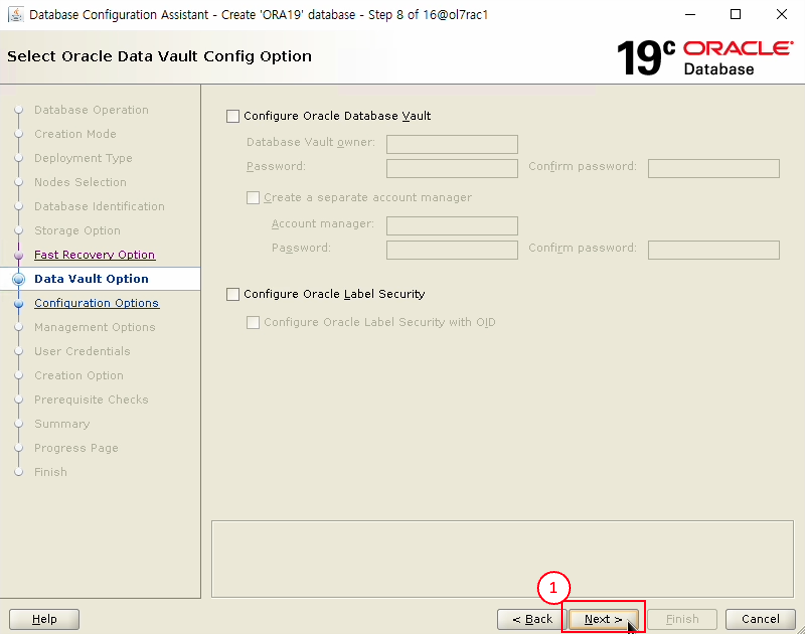 Database Configuration Assistant - Create 'ORA19' database - Step 8 of 16@ol7rac1
Select Oracle Data Vault Config Option
19c ORACLE
Database
Database Operation
Creation Mode
Deployment Type
Nodes Selection
Database Identification
Storage Option
Fast Recovery Option
Data Vault Option
Configuration Options
Management Options
User Credentials
Creation Option
Prerequisite Checks
Summary
Progress Page
Finish
Configure Oracle Database Vault
Database Vault owner:
Password: Confirm password:
Create a separate account manager
Account manager:
Password: Confirm password:
Configure Oracle Label Security
Configure Oracle Label Security with OID
1
Help < Back Next > Finish Cancel